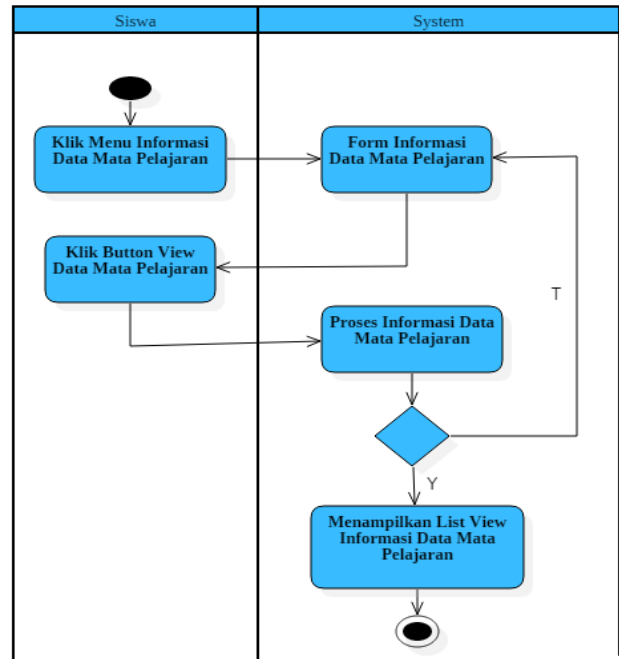 Siswa
System
Klik Menu Informasi
Data Mata Pelajaran
Form Informasi
Data Mata Pelajaran
Klik Button View
Data Mata Pelajaran
T
Proses Informasi Data
Mata Pelajaran
Y
Menampilkan List View
Informasi Data Mata
Pelajaran